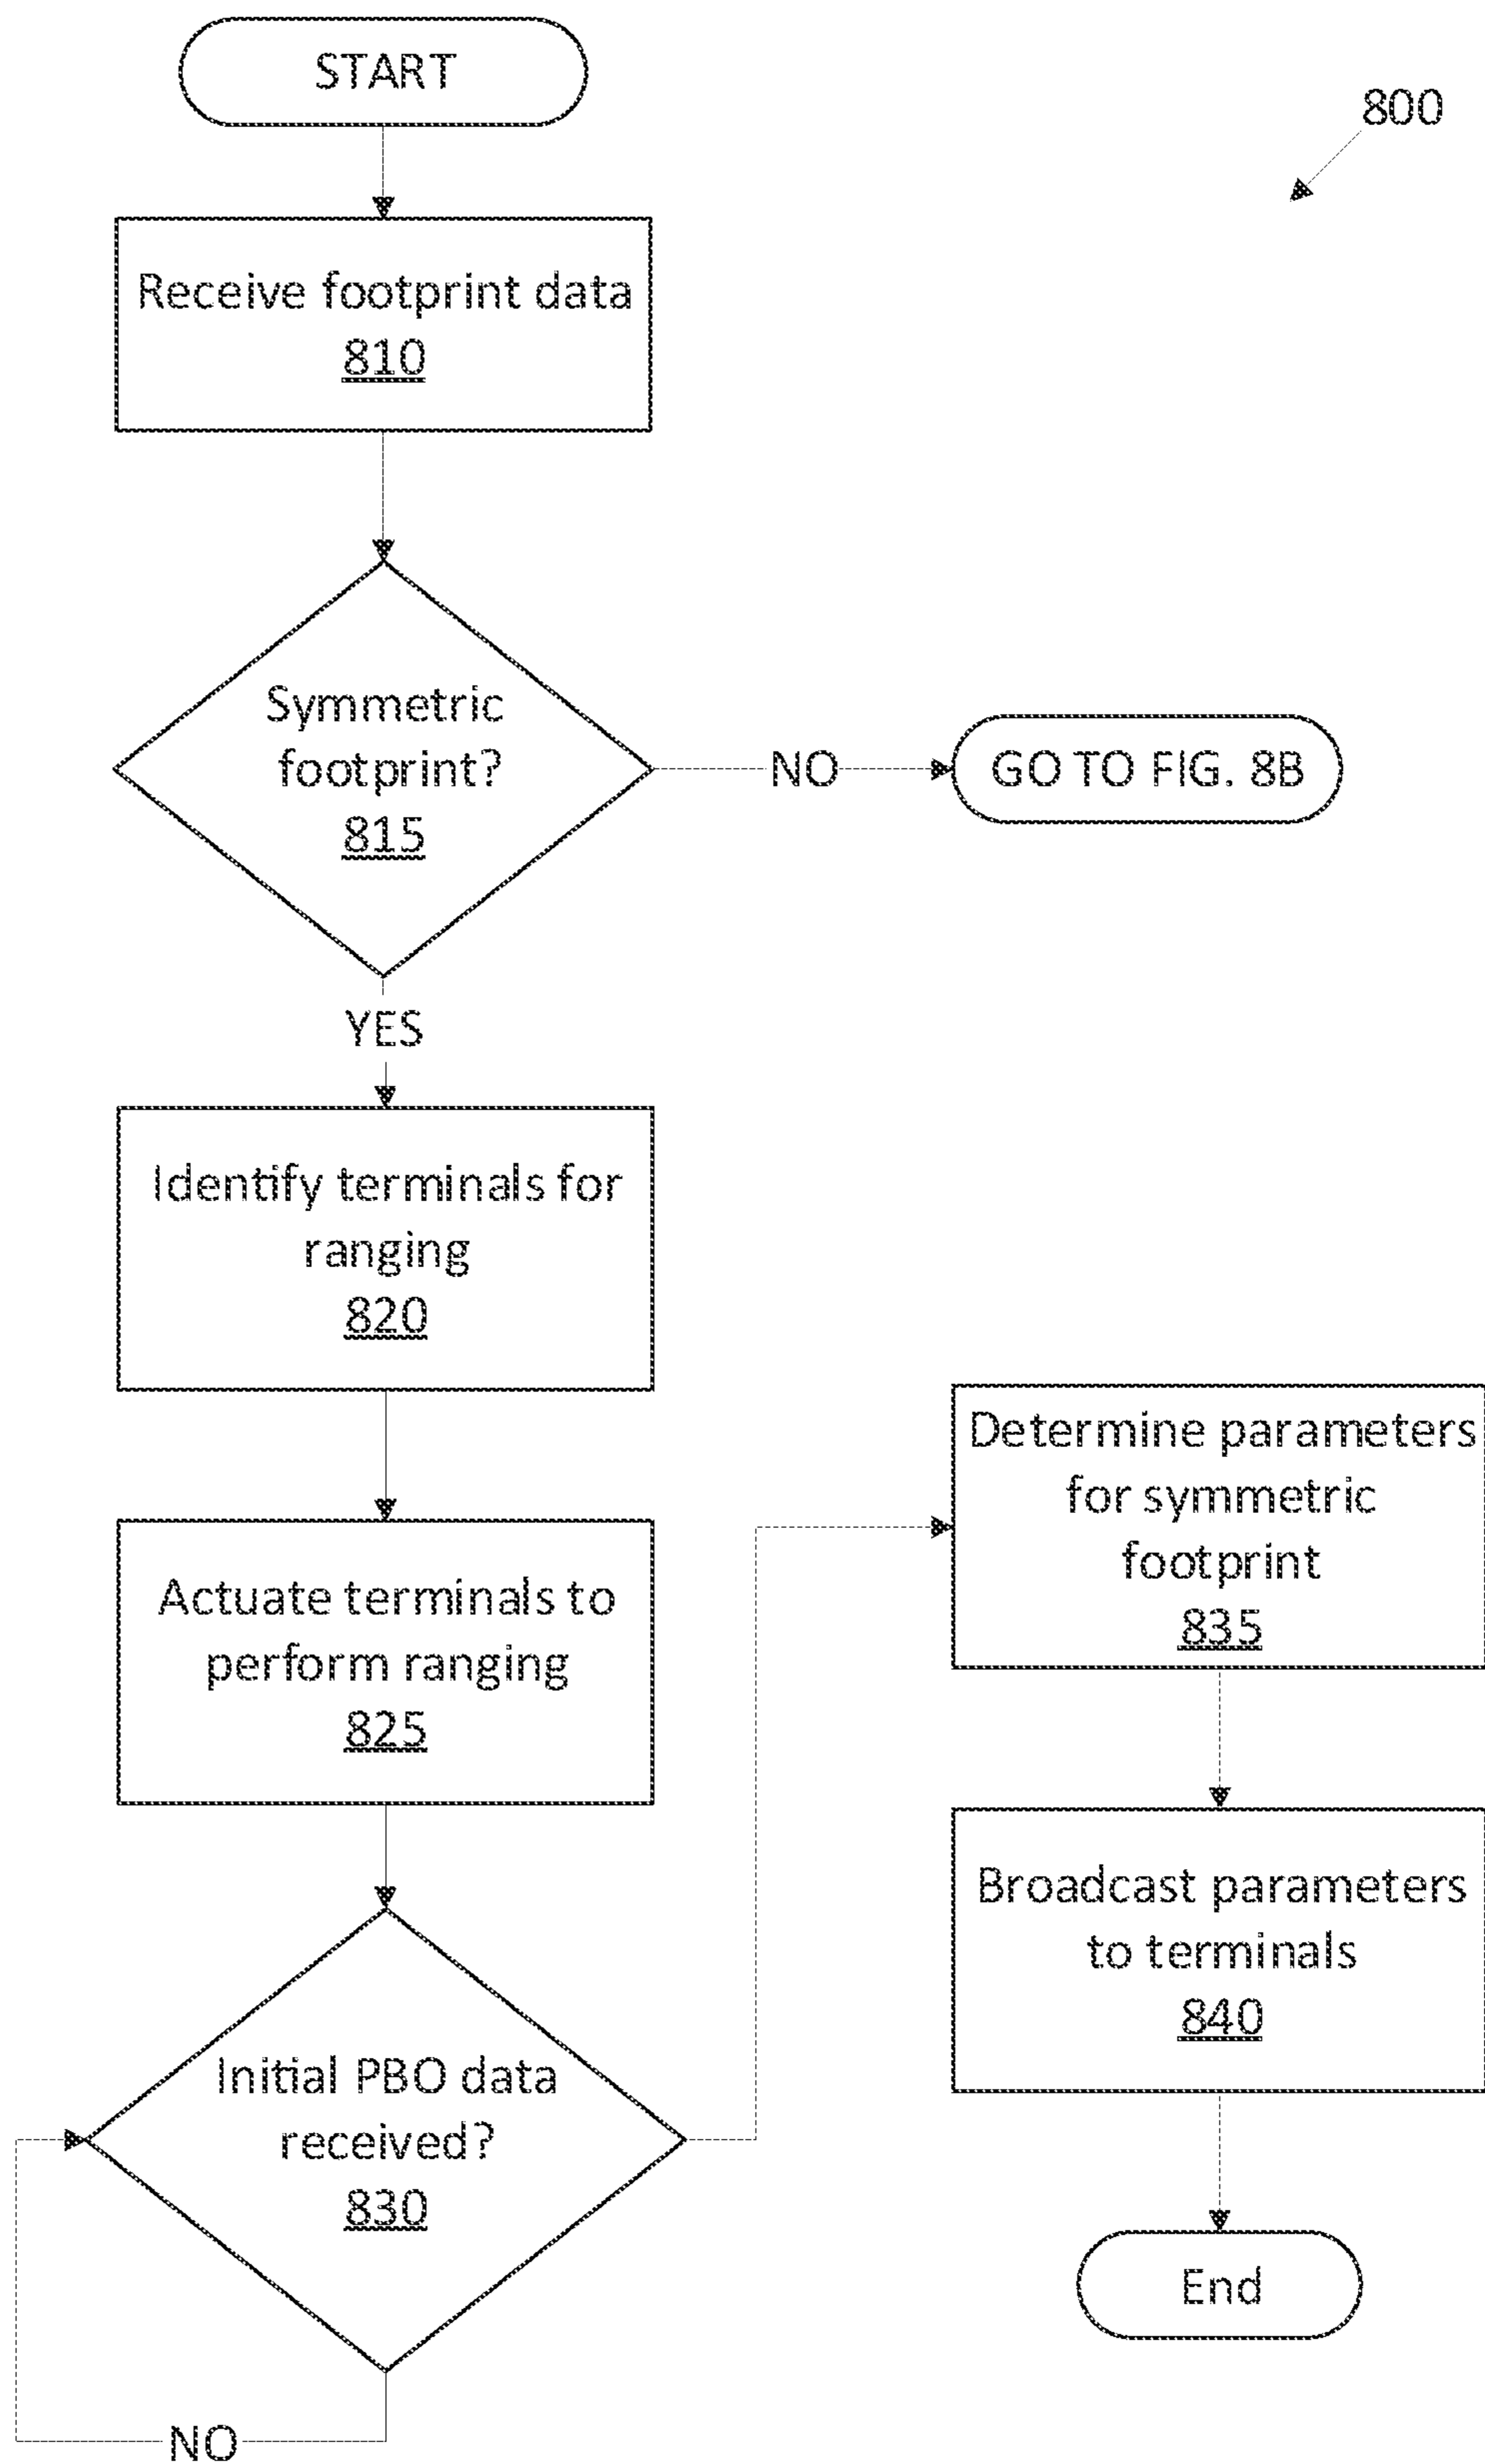 START
800
Receive footprint data
810
Symmetric
footprint?
815
NO
GO TO FIG. 8B
YES
Identify terminals for
ranging
820
Actuate terminals to
perform ranging
825
Initial PBO data
received?
830
NO
Determine parameters
for symmetric
footprint
835
Broadcast parameters
to terminals
840
End